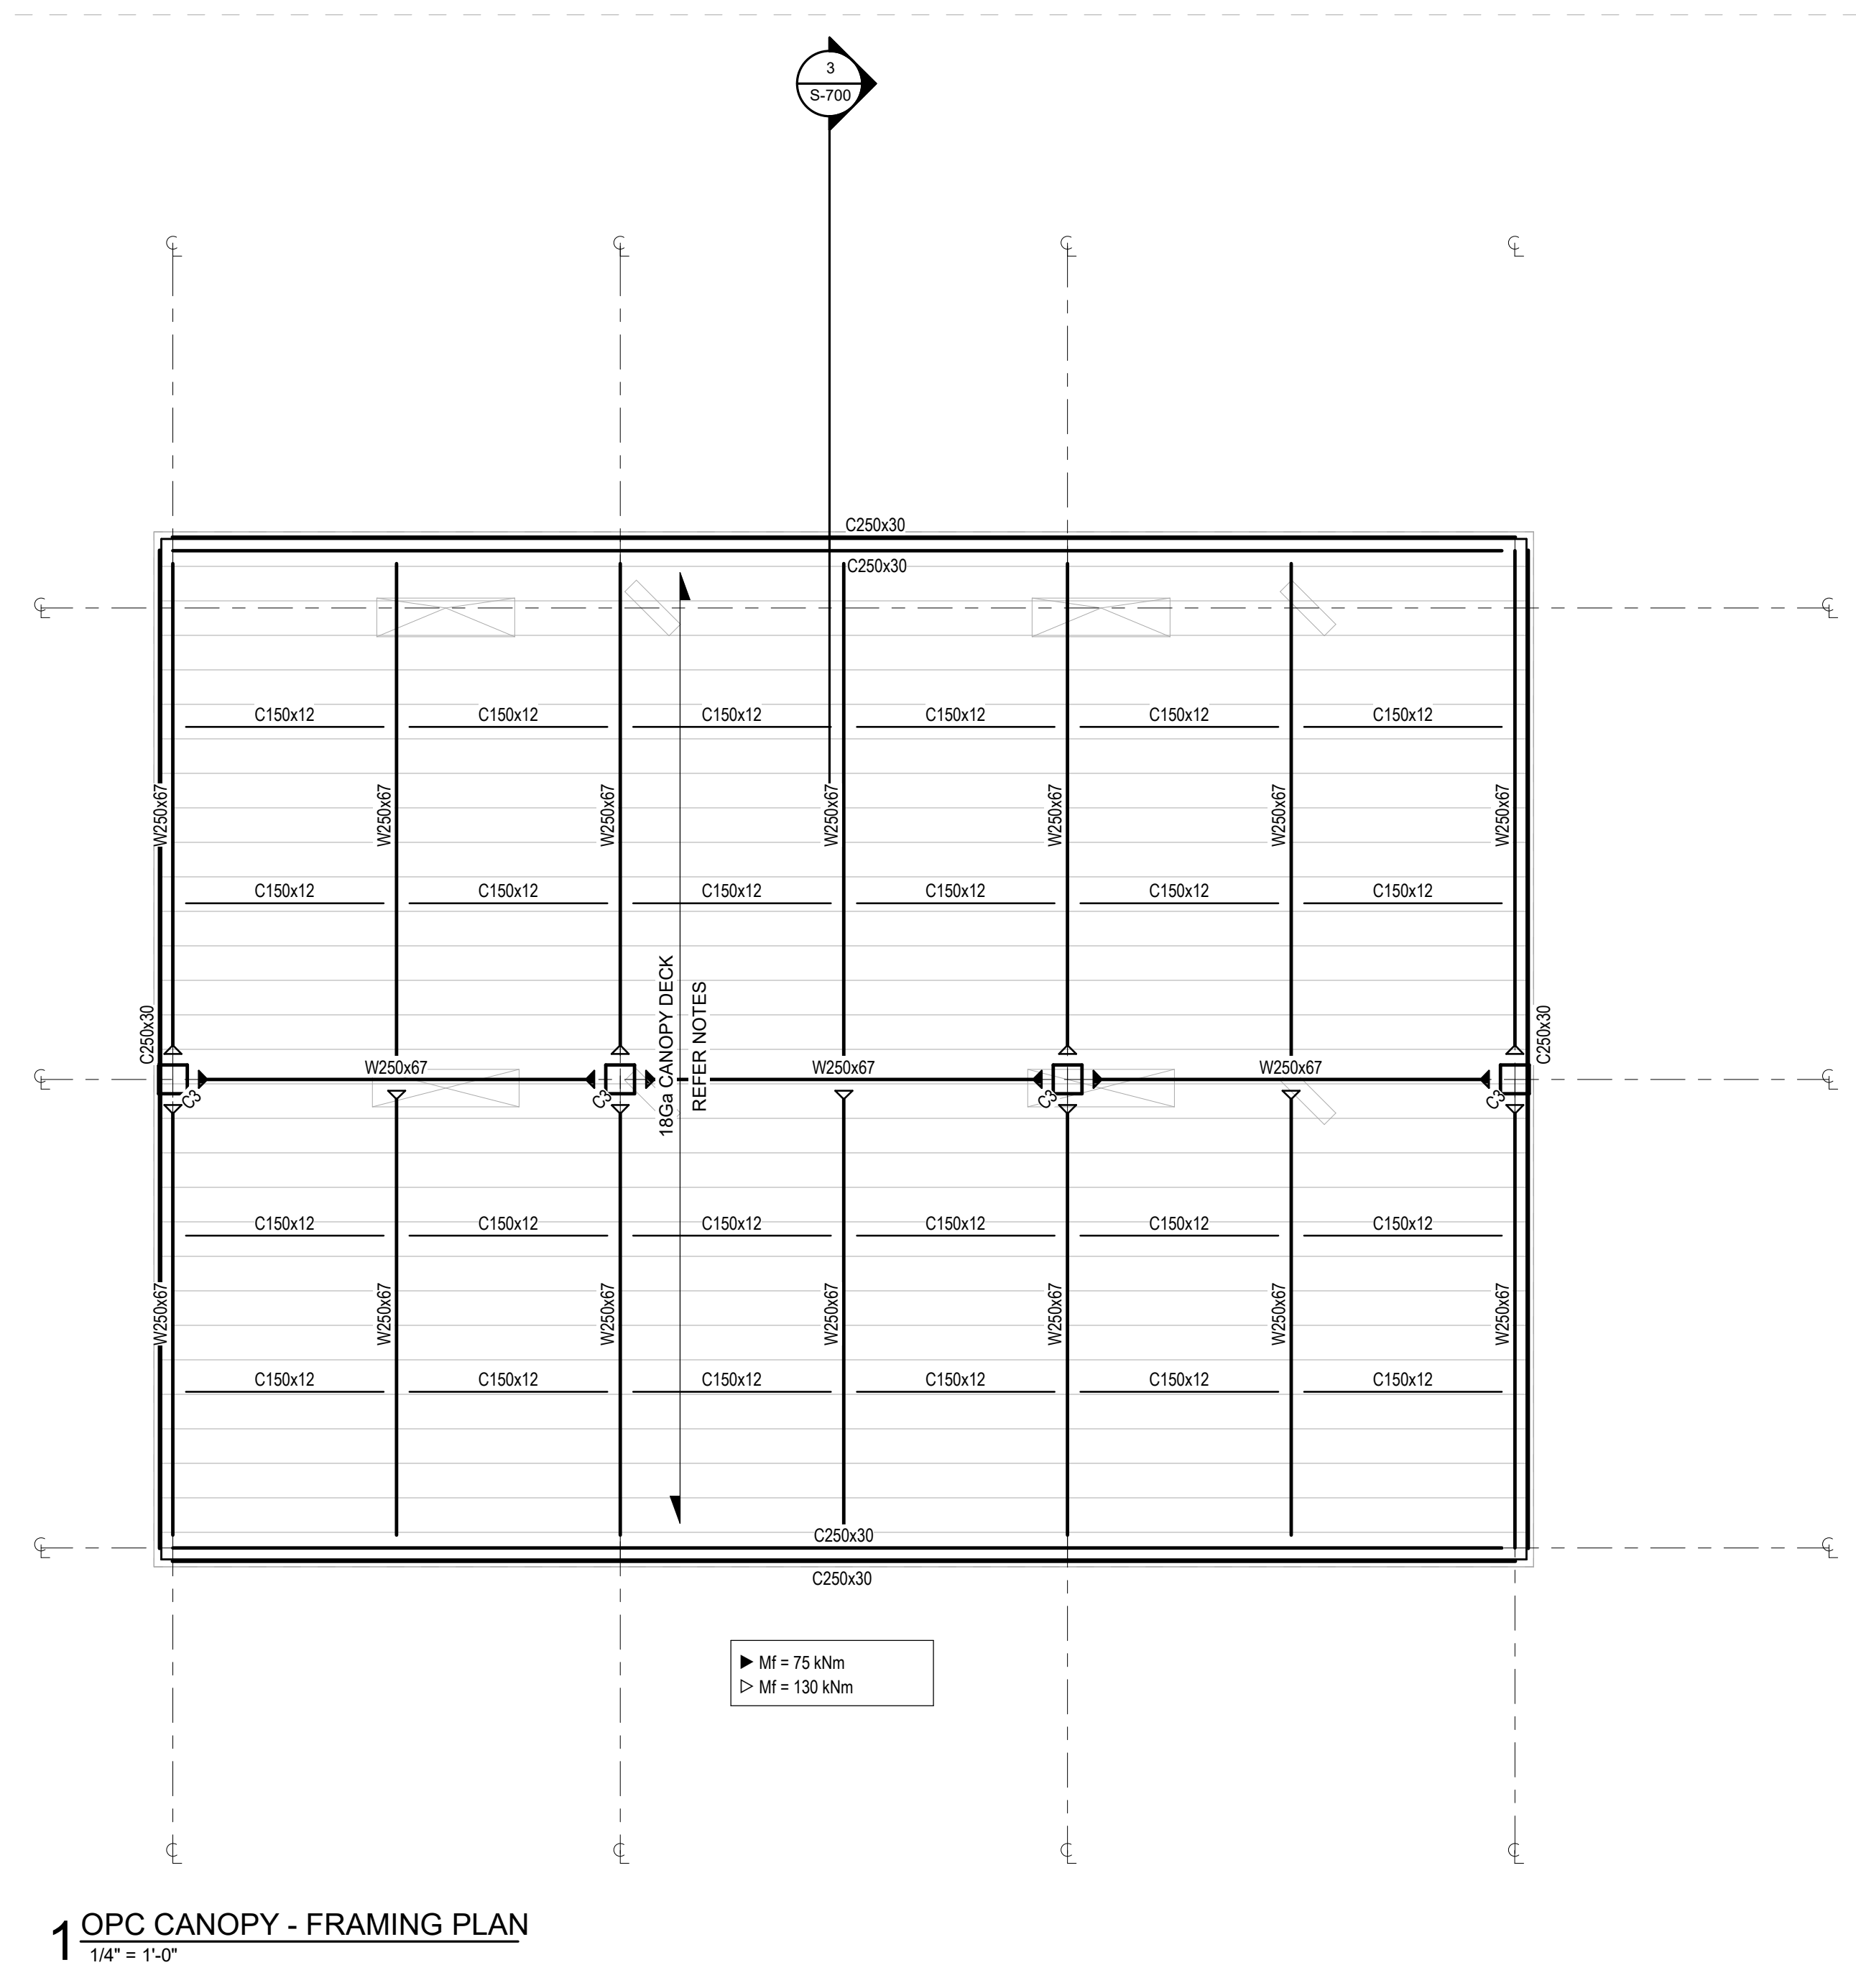 3
S-700
C250x30
C250x30
C150x12 C150x12 C150x12 C150x12 C150x12 C150x12
W250x67 W250x67 W250x67 W250x67 W250x67 W250x67 W250x67
C150x12 C150x12 C150x12 C150x12 C150x12 C150x12
18Ga CANOPY DECK
REFER NOTES
C250x30
C250x30
W250x67 W250x67 W250x67
C3 C3 C3 C3
C150x12 C150x12 C150x12 C150x12 C150x12 C150x12
W250x67 W250x67 W250x67 W250x67 W250x67 W250x67 W250x67
C150x12 C150x12 C150x12 C150x12 C150x12 C150x12
C250x30
C250x30
Mf = 75 kNm
Mf = 130 kNm
1 OPC CANOPY - FRAMING PLAN
1/4" = 1'-0"